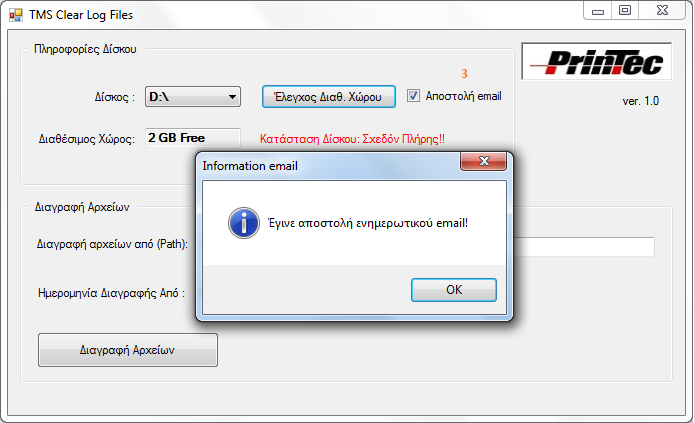 TMS Clear Log Files
Πληροφορίες Δίσκου
PrinTec
3
Δίσκος :
D:\
Έλεγχος Διαθ. Χώρου
Αποστολή email
ver. 1.0
Διαθέσιμος Χώρος:
2 GB Free
Κατάσταση Δίσκου: Σχεδόν Πλήρης!!
Information email
Έγινε αποστολή ενημερωτικού email!
OK
Διαγραφή Αρχείων
Διαγραφή αρχείων από (Path):
Ημερομηνία Διαγραφής Από :
Διαγραφή Αρχείων